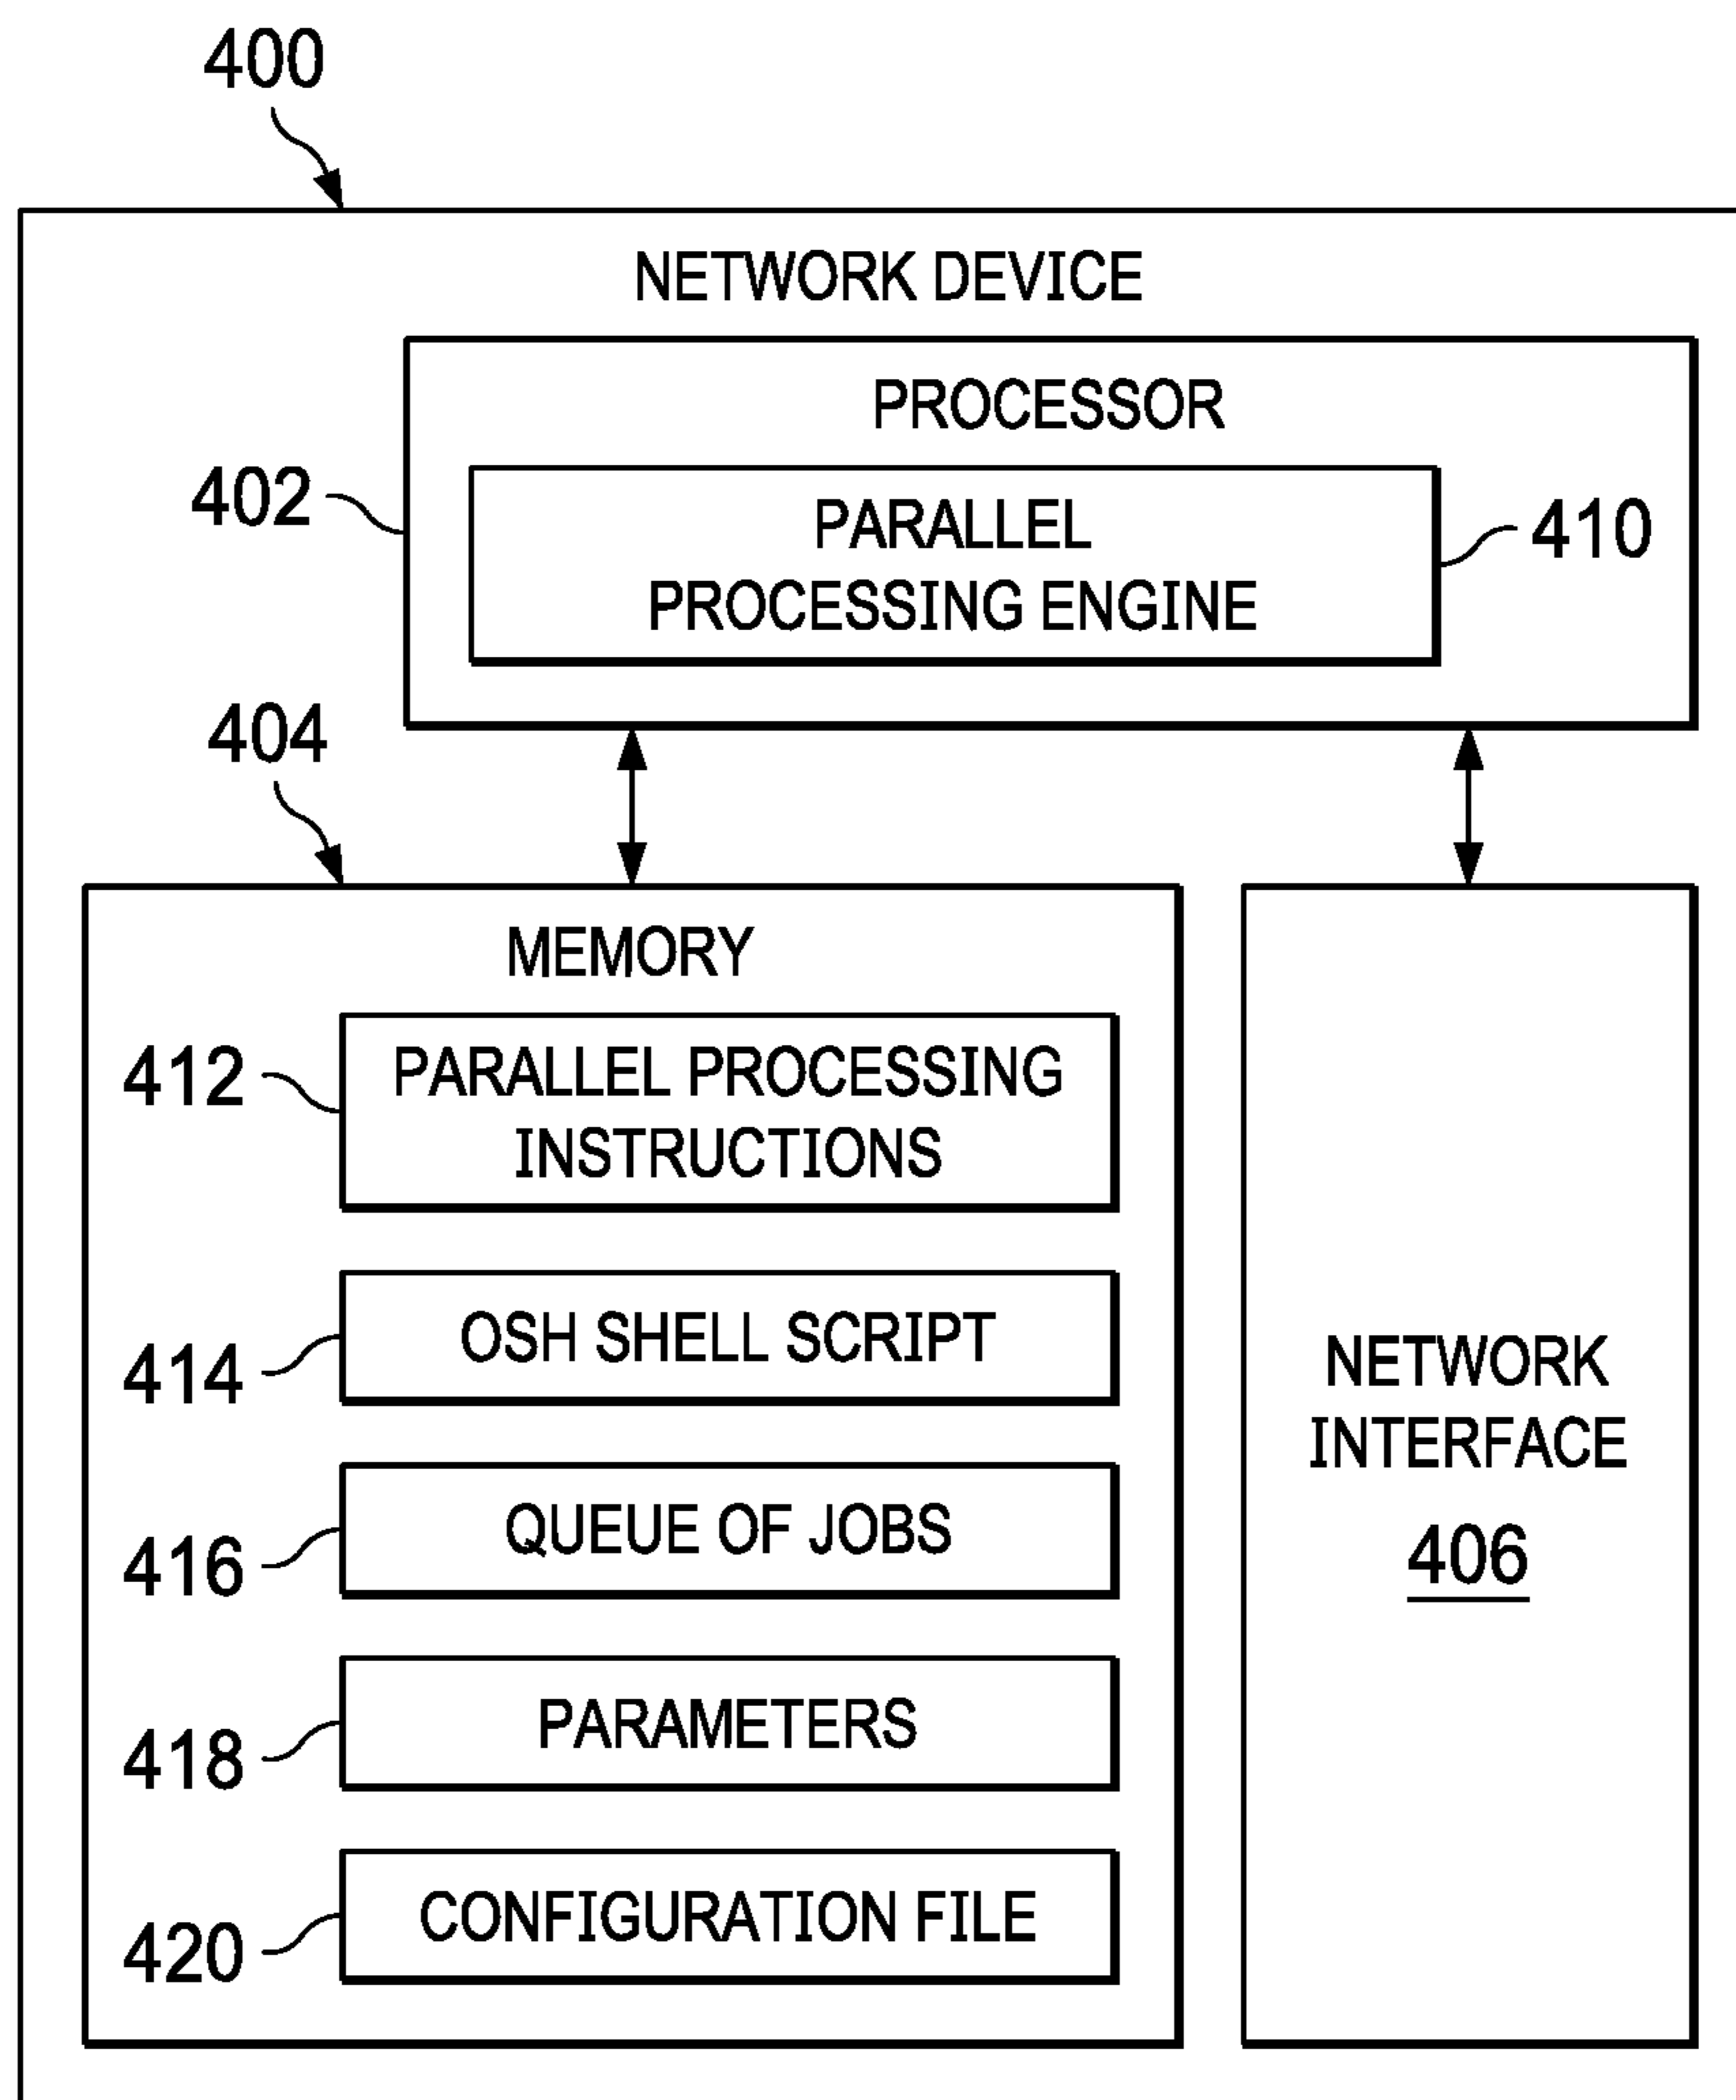 400
NETWORK DEVICE
PROCESSOR
402
PARALLEL
PROCESSING ENGINE
410
404
MEMORY
412
PARALLEL PROCESSING
INSTRUCTIONS
414
OSH SHELL SCRIPT
416
QUEUE OF JOBS
418
PARAMETERS
420
CONFIGURATION FILE
NETWORK
INTERFACE
406